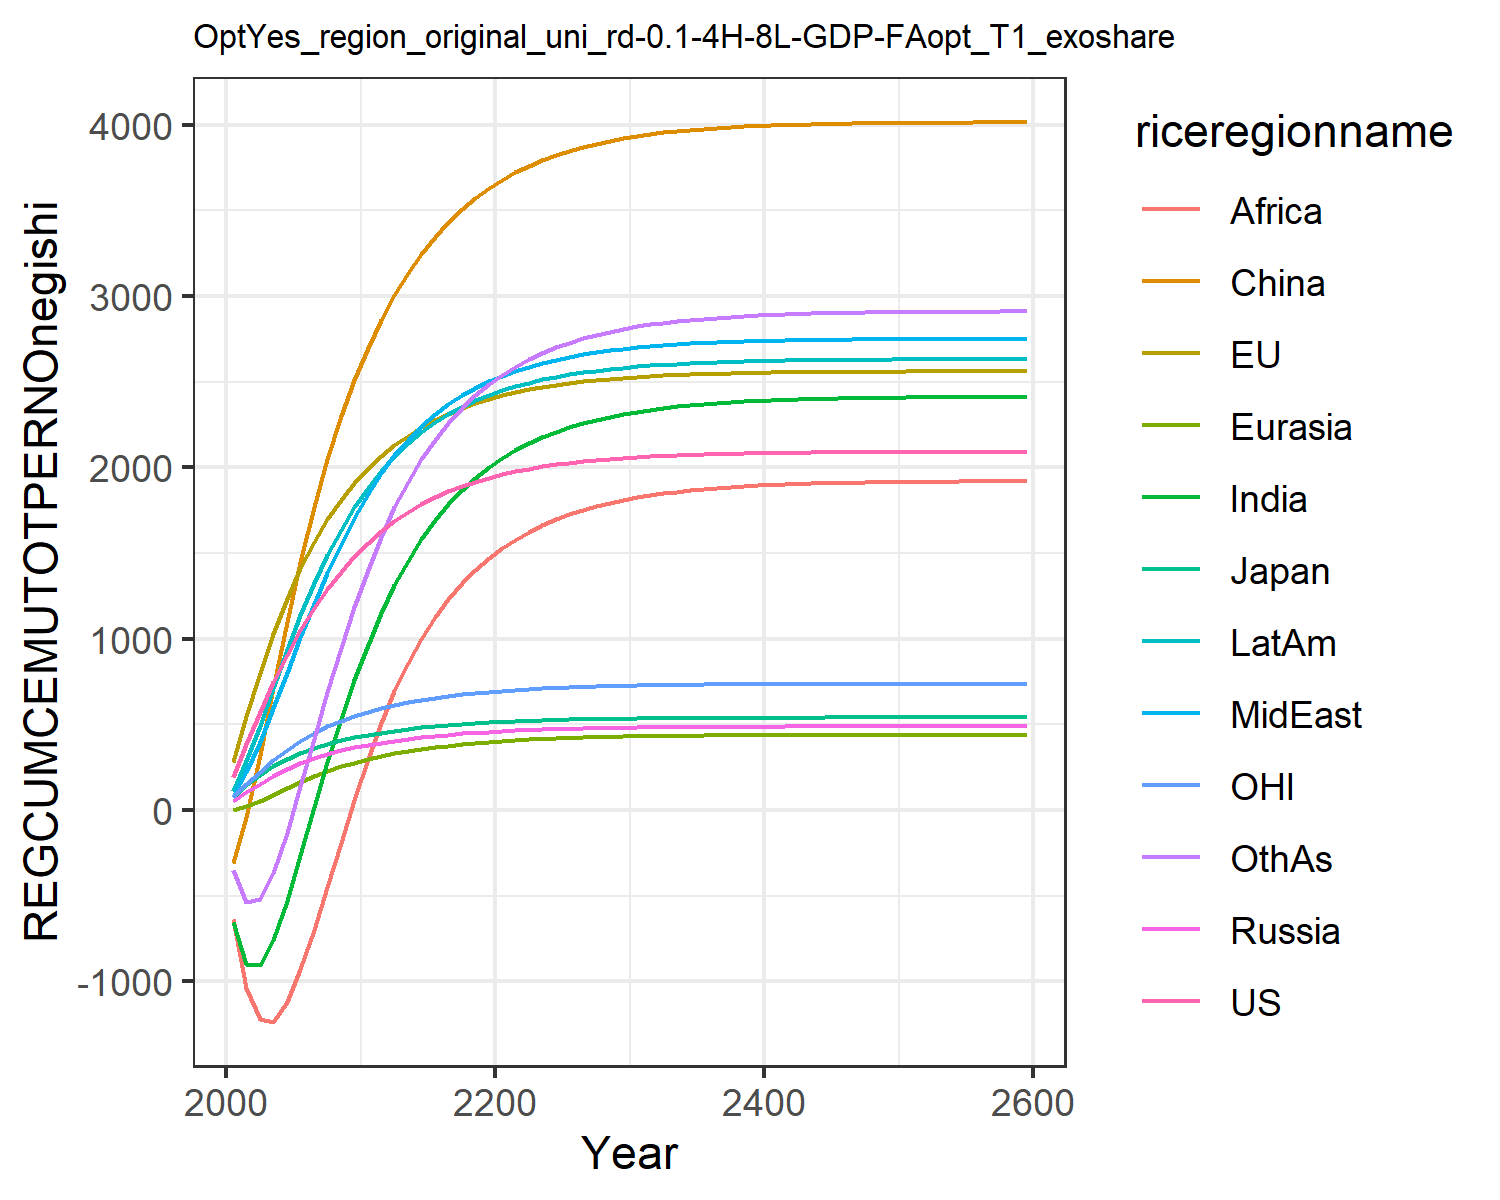 OptYes_region_original_uni_rd-0.1-4H-8L-GDP-FAopt_T1_exoshare
REGCUMCEMUTOTPERNOnegishi
4000
3000
2000
1000
0
-1000
2000
2200
2400
2600
Year
riceregionname
Africa
China
EU
Eurasia
India
Japan
LatAm
MidEast
OHI
OthAs
Russia
US